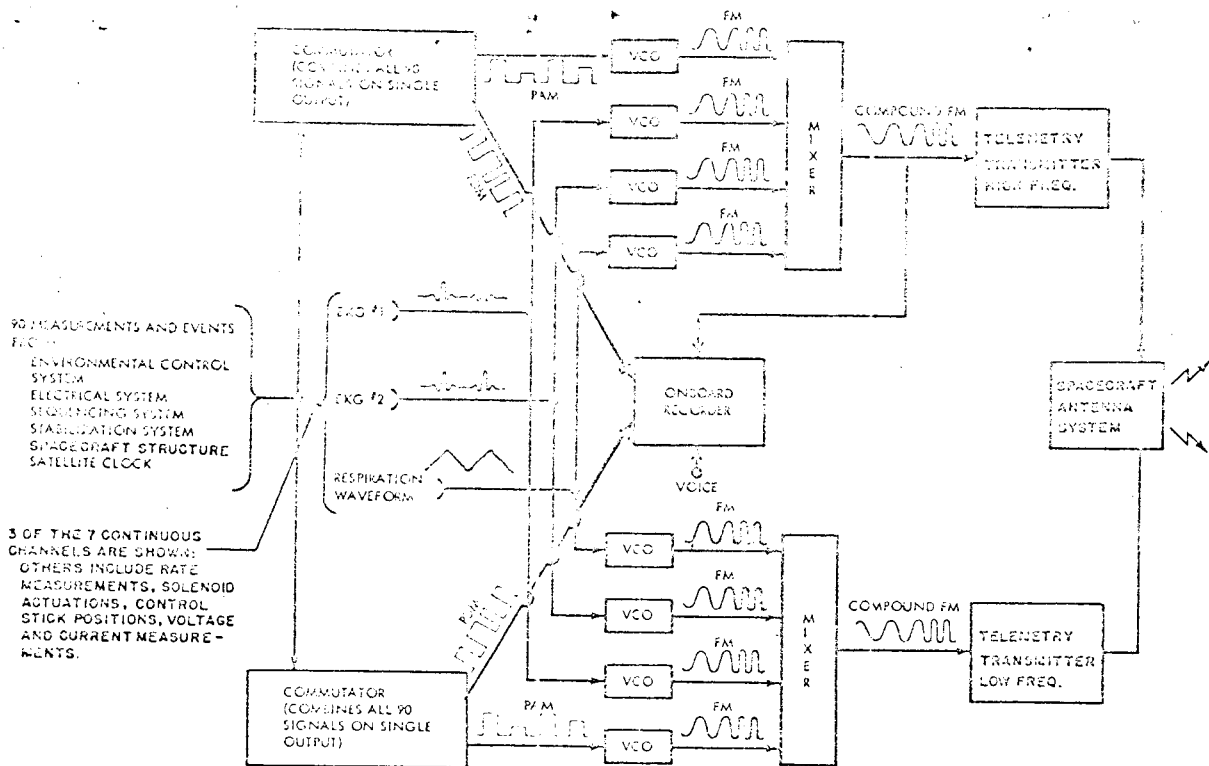 COMMUTATOR
(COMBINES ALL 90
SIGNALS ON SINGLE
OUTPUT)
PAM
PAM
VCO
FM
VCO
FM
VCO
FM
VCO
FM
MIXER
COMPOUND FM
TELEMETRY
TRANSMITTER
HIGH FREQ.
90 MEASUREMENTS AND EVENTS
FROM
ENVIRONMENTAL CONTROL
SYSTEM
ELECTRICAL SYSTEM
SEQUENCING SYSTEM
STABILIZATION SYSTEM
SPACECRAFT STRUCTURE
SATELLITE CLOCK
EKG #1
EKG #2
RESPIRATION
WAVEFORM
ONBOARD
RECORDER
VOICE
SPACECRAFT
ANTENNA
SYSTEM
3 OF THE 7 CONTINUOUS
CHANNELS ARE SHOWN:
OTHERS INCLUDE RATE
MEASUREMENTS, SOLENOID
ACTUATIONS, CONTROL
STICK POSITIONS, VOLTAGE
AND CURRENT MEASURE-
MENTS.
COMMUTATOR
(COMBINES ALL 90
SIGNALS ON SINGLE
OUTPUT)
PAM
PAM
VCO
FM
VCO
FM
VCO
FM
VCO
FM
MIXER
COMPOUND FM
TELEMETRY
TRANSMITTER
LOW FREQ.